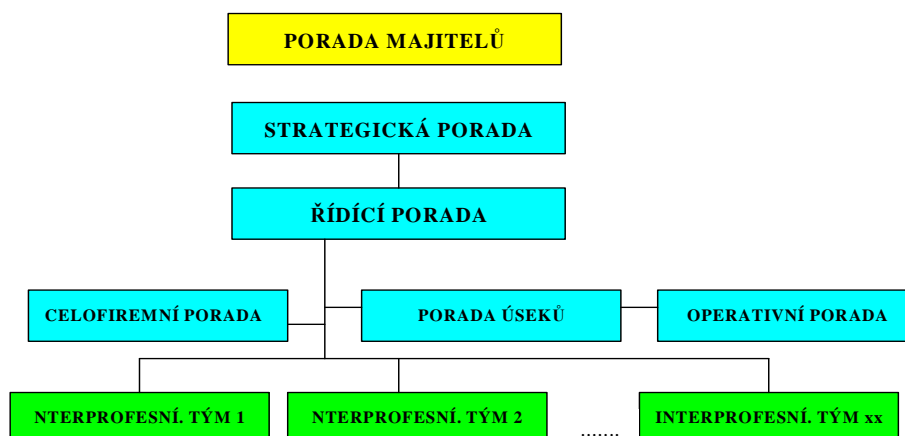 PORADA MAJITELŮ
STRATEGICKÁ PORADA
ŘÍDÍCÍ PORADA
CELOFIREMNÍ PORADA
PORADA ÚSEKŮ
OPERATIVNÍ PORADA
NTERPROFESNÍ. TÝM 1
NTERPROFESNÍ. TÝM 2
.......
INTERPROFESNÍ. TÝM xx